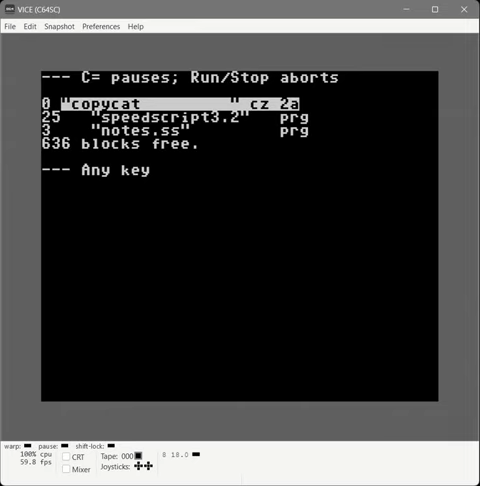 VICE (C64SC)
File Edit Snapshot Preferences Help
--- C= pauses; Run/Stop aborts
0 "copycat         " cz 2a
25   "speedscript3.2"   prg
3    "notes.ss"         prg
636 blocks free.
--- Any key
warp: pause: shift-lock:
100% cpu
59.8 fps
CRT
Mixer
Tape: 000
Joysticks:
8 18.0